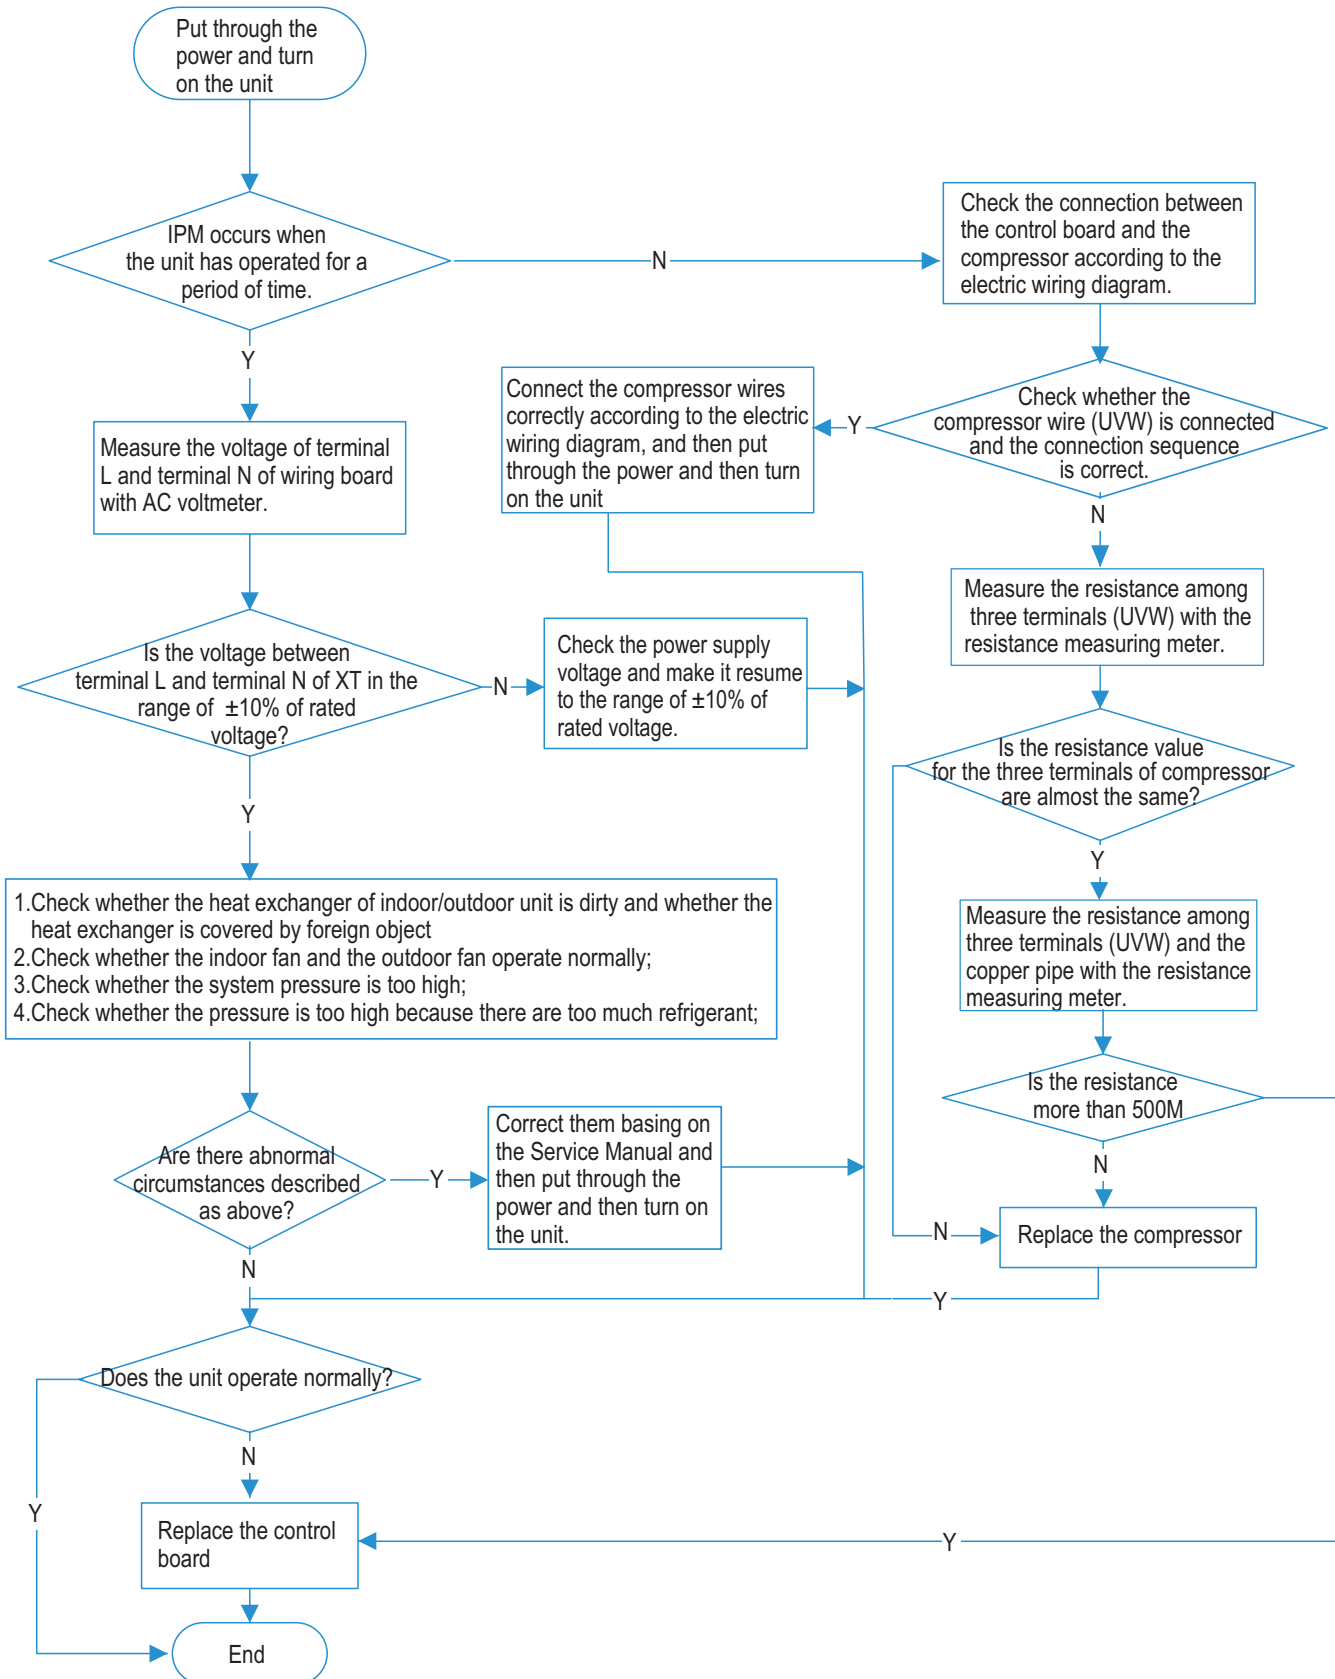 Put through the
power and turn
on the unit
IPM occurs when
the unit has operated for a
period of time.
N
Check the connection between
the control board and the
compressor according to the
electric wiring diagram.
Y
Connect the compressor wires
correctly according to the electric
wiring diagram, and then put
through the power and then turn
on the unit
Y
Check whether the
compressor wire (UVW) is connected
and the connection sequence
is correct.
Measure the voltage of terminal
L and terminal N of wiring board
with AC voltmeter.
N
Measure the resistance among
three terminals (UVW) with the
resistance measuring meter.
Is the voltage between
terminal L and terminal N of XT in the
range of ±10% of rated
voltage?
N
Check the power supply
voltage and make it resume
to the range of ±10% of
rated voltage.
Is the resistance value
for the three terminals of compressor
are almost the same?
Y
Y
1.Check whether the heat exchanger of indoor/outdoor unit is dirty and whether the
heat exchanger is covered by foreign object
2.Check whether the indoor fan and the outdoor fan operate normally;
3.Check whether the system pressure is too high;
4.Check whether the pressure is too high because there are too much refrigerant;
Measure the resistance among
three terminals (UVW) and the
copper pipe with the resistance
measuring meter.
Is the resistance
more than 500M
Are there abnormal
circumstances described
as above?
Y
Correct them basing on
the Service Manual and
then put through the
power and then turn on
the unit.
N
N
Replace the compressor
N
Y
Does the unit operate normally?
N
Y
Replace the control
board
Y
End